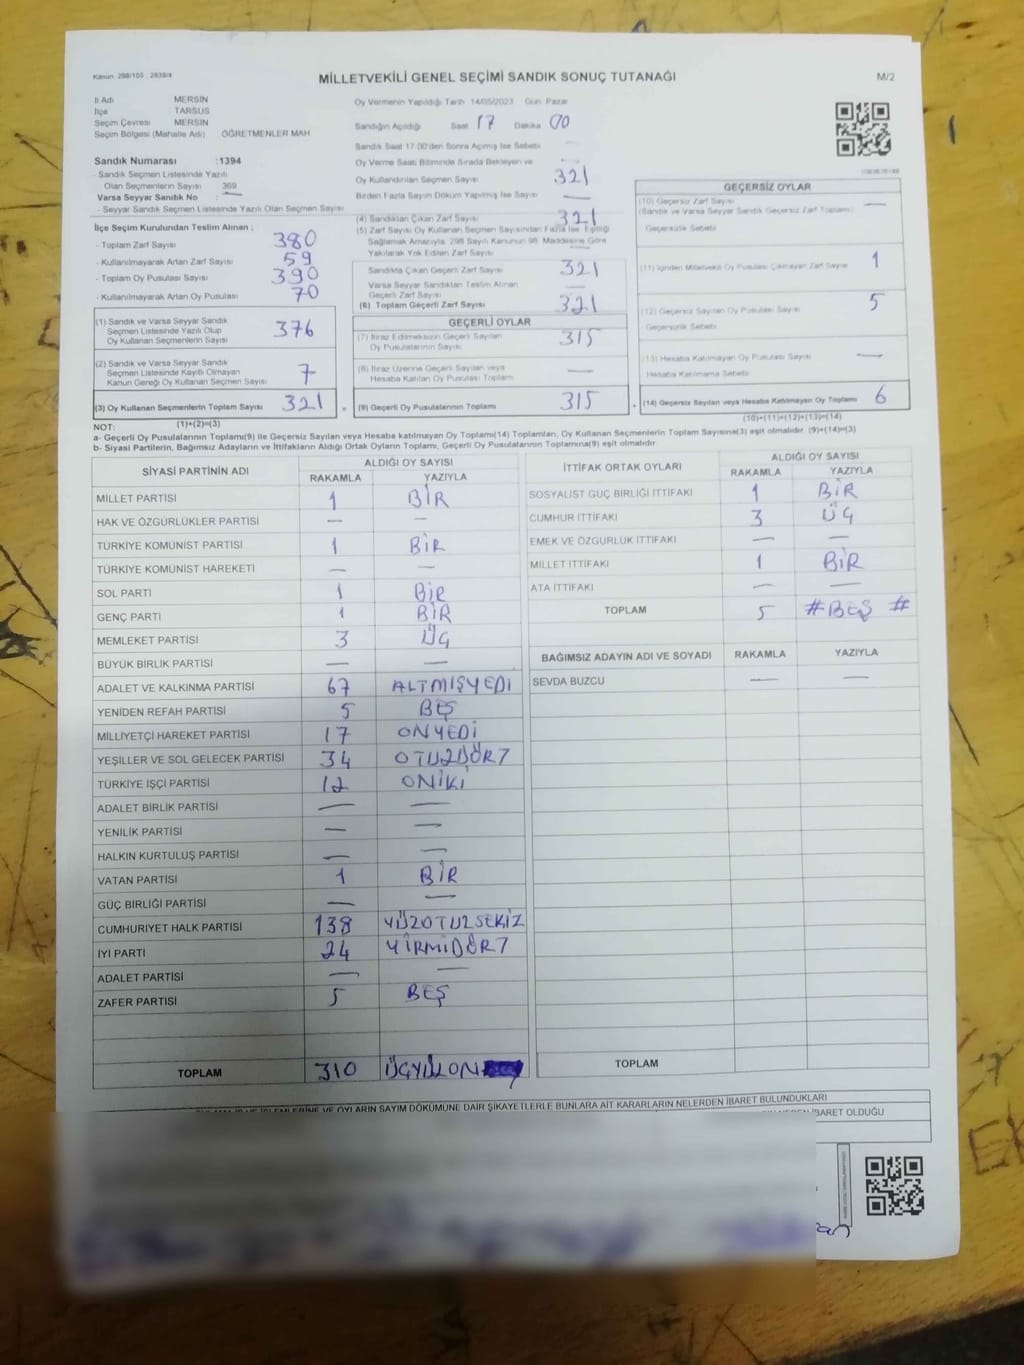 Kanun: 298/105 , 2839/4
MİLLETVEKİLİ GENEL SEÇİMİ SANDIK SONUÇ TUTANAĞI
M/2
İl Adı MERSİN
İlçe TARSUS
Seçim Çevresi MERSİN
Seçim Bölgesi (Mahalle Adı) ÖĞRETMENLER MAH
Sandık Numarası :1394
- Sandık Seçmen Listesinde Yazılı
Olan Seçmenlerin Sayısı 369
Varsa Seyyar Sandık No —
- Seyyar Sandık Seçmen Listesinde Yazılı Olan Seçmen Sayısı
İlçe Seçim Kurulundan Teslim Alınan ;
- Toplam Zarf Sayısı 380
- Kullanılmayarak Artan Zarf Sayısı 59
- Toplam Oy Pusulası Sayısı 390
- Kullanılmayarak Artan Oy Pusulası 70
(1) Sandık ve Varsa Seyyar Sandık
Seçmen Listesinde Yazılı Olup
Oy Kullanan Seçmenlerin Sayısı 376
(2) Sandık ve Varsa Seyyar Sandık
Seçmen Listesinde Kayıtlı Olmayan
Kanun Gereği Oy Kullanan Seçmen Sayısı 7
(3) Oy Kullanan Seçmenlerin Toplam Sayısı 321
(1)+(2)=(3)
Oy Vermenin Yapıldığı Tarih 14/05/2023 Gün Pazar
Sandığın Açıldığı Saat 17 Dakika 00
Sandık Saat 17.00'den Sonra Açılmış İse Sebebi —
Oy Verme Saati Bitiminde Sırada Bekleyen ve
Oy Kullandırılan Seçmen Sayısı 321
Birden Fazla Sayım Döküm Yapılmış İse Sayısı —
(4) Sandıktan Çıkan Zarf Sayısı 321
(5) Zarf Sayısı Oy Kullanan Seçmen Sayısından Fazla İse Eşitliği
Sağlamak Amacıyla, 298 Sayılı Kanunun 98. Maddesine Göre
Yakılarak Yok Edilen Zarf Sayısı —
Sandıkta Çıkan Geçerli Zarf Sayısı 321
Varsa Seyyar Sandıktan Teslim Alınan
Geçerli Zarf Sayısı —
(6) Toplam Geçerli Zarf Sayısı 321
GEÇERLİ OYLAR
(7) İtiraz Edilmeksizin Geçerli Sayılan
Oy Pusulalarının Sayısı 315
(8) İtiraz Üzerine Geçerli Sayılan veya
Hesaba Katılan Oy Pusulası Toplamı —
(9) Geçerli Oy Pusulalarının Toplamı 315
GEÇERSİZ OYLAR
(10) Geçersiz Zarf Sayısı —
(Sandık ve Varsa Seyyar Sandık Geçersiz Zarf Toplamı)
Geçersizlik Sebebi
(11) İçinden Milletvekili Oy Pusulası Çıkmayan Zarf Sayısı 1
(12) Geçersiz Sayılan Oy Pusulası Sayısı 5
Geçersizlik Sebebi
(13) Hesaba Katılmayan Oy Pusulası Sayısı —
Hesaba Katılmama Sebebi
(14) Geçersiz Sayılan veya Hesaba Katılmayan Oy Toplamı 6
(10)+(11)+(12)+(13)=(14)
NOT:
a- Geçerli Oy Pusulaları Toplamı(9) ile Geçersiz Sayılan veya Hesaba katılmayan Oy Toplamı(14) Toplamları, Oy Kullanan Seçmenlerin Toplam Sayısına(3) eşit olmalıdır. (9)+(14)=(3)
b- Siyasi Partilerin, Bağımsız Adayların ve İttifakların Aldığı Ortak Oyların Toplamı, Geçerli Oy Pusulalarının Toplamına(9) eşit olmalıdır
SİYASİ PARTİNİN ADI ALDIĞI OY SAYISI
RAKAMLA YAZIYLA
MİLLET PARTİSİ 1 BİR
HAK VE ÖZGÜRLÜKLER PARTİSİ — —
TÜRKİYE KOMÜNİST PARTİSİ 1 BİR
TÜRKİYE KOMÜNİST HAREKETİ — —
SOL PARTİ 1 BİR
GENÇ PARTİ 1 BİR
MEMLEKET PARTİSİ 3 ÜÇ
BÜYÜK BİRLİK PARTİSİ — —
ADALET VE KALKINMA PARTİSİ 67 ALTMIŞYEDİ
YENİDEN REFAH PARTİSİ 5 BEŞ
MİLLİYETÇİ HAREKET PARTİSİ 17 ONYEDİ
YEŞİLLER VE SOL GELECEK PARTİSİ 34 OTUZDÖRT
TÜRKİYE İŞÇİ PARTİSİ 12 ONİKİ
ADALET BİRLİK PARTİSİ — —
YENİLİK PARTİSİ — —
HALKIN KURTULUŞ PARTİSİ — —
VATAN PARTİSİ 1 BİR
GÜÇ BİRLİĞİ PARTİSİ — —
CUMHURİYET HALK PARTİSİ 138 YÜZOTUZSEKİZ
İYİ PARTİ 24 YİRMİDÖRT
ADALET PARTİSİ — —
ZAFER PARTİSİ 5 BEŞ
TOPLAM 310 ÜÇYÜZON
İTTİFAK ORTAK OYLARI ALDIĞI OY SAYISI
RAKAMLA YAZIYLA
SOSYALİST GÜÇ BİRLİĞİ İTTİFAKI 1 BİR
CUMHUR İTTİFAKI 3 ÜÇ
EMEK VE ÖZGÜRLÜK İTTİFAKI — —
MİLLET İTTİFAKI 1 BİR
ATA İTTİFAKI — —
TOPLAM 5 #BEŞ #
BAĞIMSIZ ADAYIN ADI VE SOYADI RAKAMLA YAZIYLA
SEVDA BUZCU — —
TOPLAM
VE OYLARIN SAYIM DÖKÜMÜNE DAİR ŞİKAYETLERLE BUNLARA AİT KARARLARIN NELERDEN İBARET BULUNDUKLARI
İBARET OLDUĞU